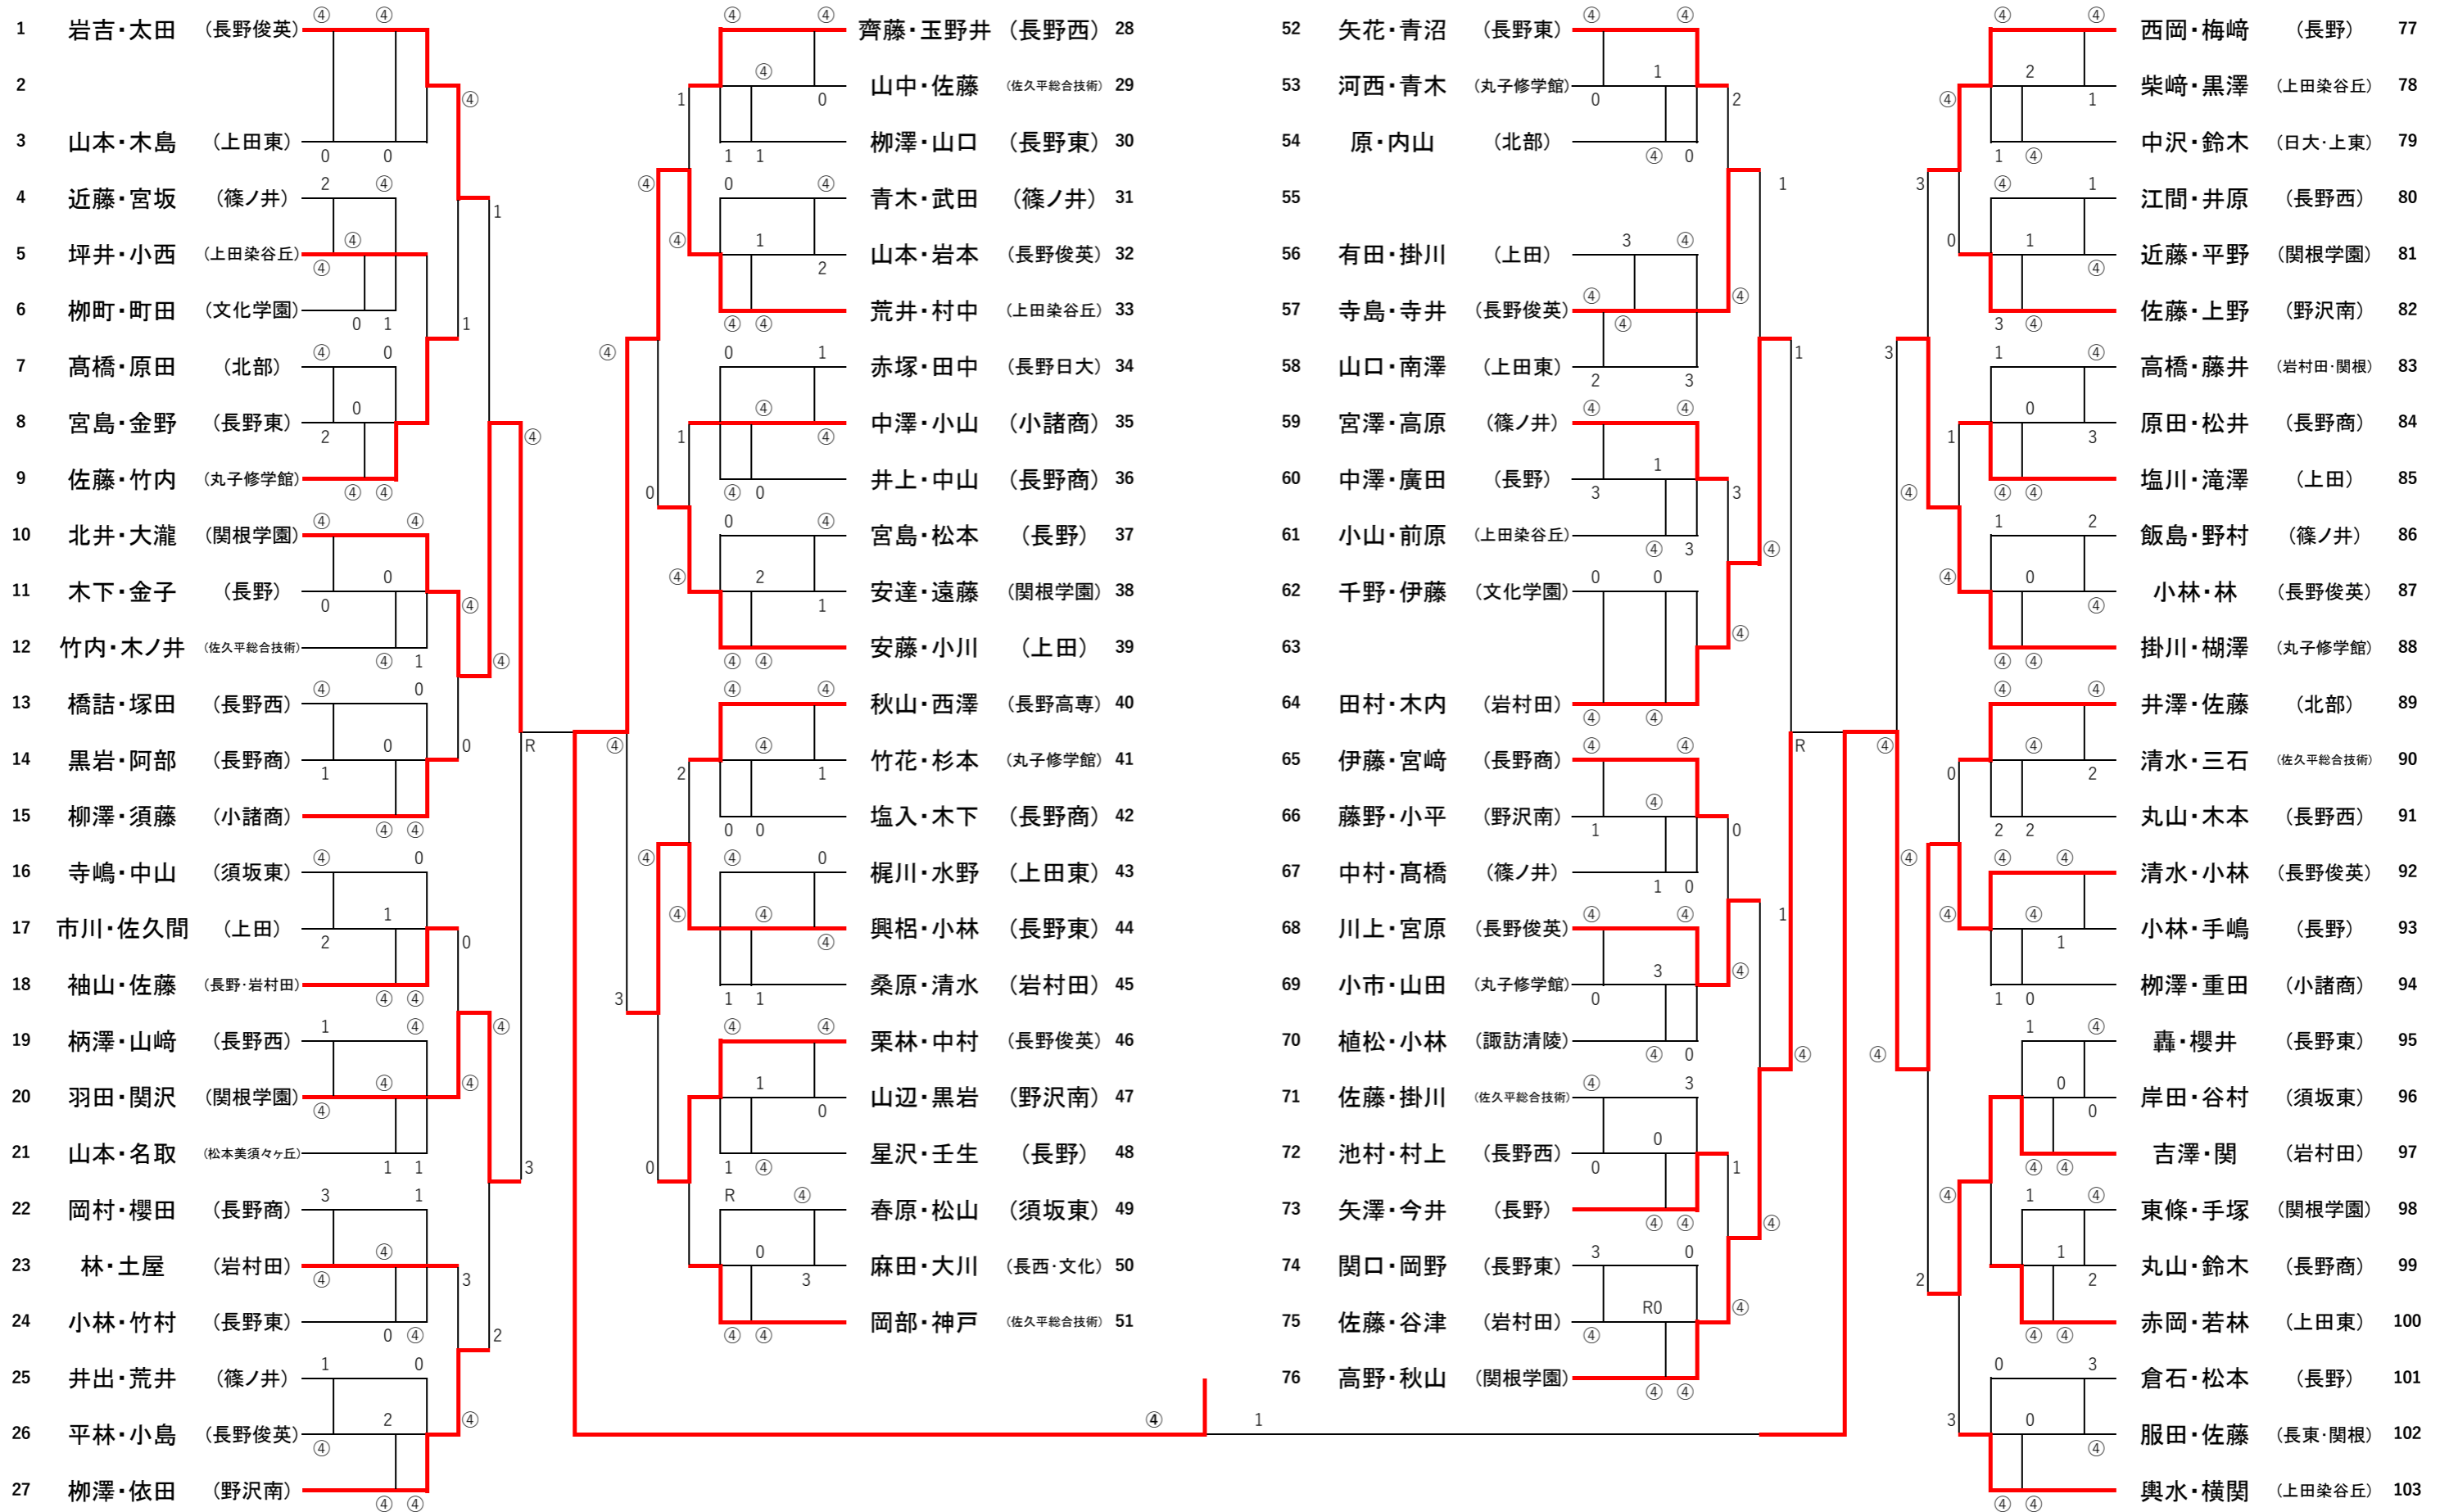 1 岩吉・太田 (長野俊英)
2
3 山本・木島 (上田東)
4 近藤・宮坂 (篠ノ井)
5 坪井・小西 (上田染谷丘)
6 栁町・町田 (文化学園)
7 髙橋・原田 (北部)
8 宮島・金野 (長野東)
9 佐藤・竹内 (丸子修学館)
10 北井・大瀧 (関根学園)
11 木下・金子 (長野)
12 竹内・木ノ井 (佐久平総合技術)
13 橋詰・塚田 (長野西)
14 黒岩・阿部 (長野商)
15 柳澤・須藤 (小諸商)
16 寺嶋・中山 (須坂東)
17 市川・佐久間 (上田)
18 袖山・佐藤 (長野・岩村田)
19 柄澤・山﨑 (長野西)
20 羽田・関沢 (関根学園)
21 山本・名取 (松本美須々ヶ丘)
22 岡村・櫻田 (長野商)
23 林・土屋 (岩村田)
24 小林・竹村 (長野東)
25 井出・荒井 (篠ノ井)
26 平林・小島 (長野俊英)
27 栁澤・依田 (野沢南)
齊藤・玉野井 (長野西) 28
山中・佐藤 (佐久平総合技術) 29
栁澤・山口 (長野東) 30
青木・武田 (篠ノ井) 31
山本・岩本 (長野俊英) 32
荒井・村中 (上田染谷丘) 33
赤塚・田中 (長野日大) 34
中澤・小山 (小諸商) 35
井上・中山 (長野商) 36
宮島・松本 (長野) 37
安達・遠藤 (関根学園) 38
安藤・小川 (上田) 39
秋山・西澤 (長野高専) 40
竹花・杉本 (丸子修学館) 41
塩入・木下 (長野商) 42
梶川・水野 (上田東) 43
興梠・小林 (長野東) 44
桑原・清水 (岩村田) 45
栗林・中村 (長野俊英) 46
山辺・黒岩 (野沢南) 47
星沢・壬生 (長野) 48
春原・松山 (須坂東) 49
麻田・大川 (長西・文化) 50
岡部・神戸 (佐久平総合技術) 51
52 矢花・青沼 (長野東)
53 河西・青木 (丸子修学館)
54 原・内山 (北部)
55
56 有田・掛川 (上田)
57 寺島・寺井 (長野俊英)
58 山口・南澤 (上田東)
59 宮澤・高原 (篠ノ井)
60 中澤・廣田 (長野)
61 小山・前原 (上田染谷丘)
62 千野・伊藤 (文化学園)
63
64 田村・木内 (岩村田)
65 伊藤・宮﨑 (長野商)
66 藤野・小平 (野沢南)
67 中村・髙橋 (篠ノ井)
68 川上・宮原 (長野俊英)
69 小市・山田 (丸子修学館)
70 植松・小林 (諏訪清陵)
71 佐藤・掛川 (佐久平総合技術)
72 池村・村上 (長野西)
73 矢澤・今井 (長野)
74 関口・岡野 (長野東)
75 佐藤・谷津 (岩村田)
76 高野・秋山 (関根学園)
西岡・梅﨑 (長野) 77
柴﨑・黒澤 (上田染谷丘) 78
中沢・鈴木 (日大・上東) 79
江間・井原 (長野西) 80
近藤・平野 (関根学園) 81
佐藤・上野 (野沢南) 82
高橋・藤井 (岩村田・関根) 83
原田・松井 (長野商) 84
塩川・滝澤 (上田) 85
飯島・野村 (篠ノ井) 86
小林・林 (長野俊英) 87
掛川・楜澤 (丸子修学館) 88
井澤・佐藤 (北部) 89
清水・三石 (佐久平総合技術) 90
丸山・木本 (長野西) 91
清水・小林 (長野俊英) 92
小林・手嶋 (長野) 93
栁澤・重田 (小諸商) 94
轟・櫻井 (長野東) 95
岸田・谷村 (須坂東) 96
吉澤・関 (岩村田) 97
東條・手塚 (関根学園) 98
丸山・鈴木 (長野商) 99
赤岡・若林 (上田東) 100
倉石・松本 (長野) 101
服田・佐藤 (長東・関根) 102
輿水・横関 (上田染谷丘) 103
④ 1